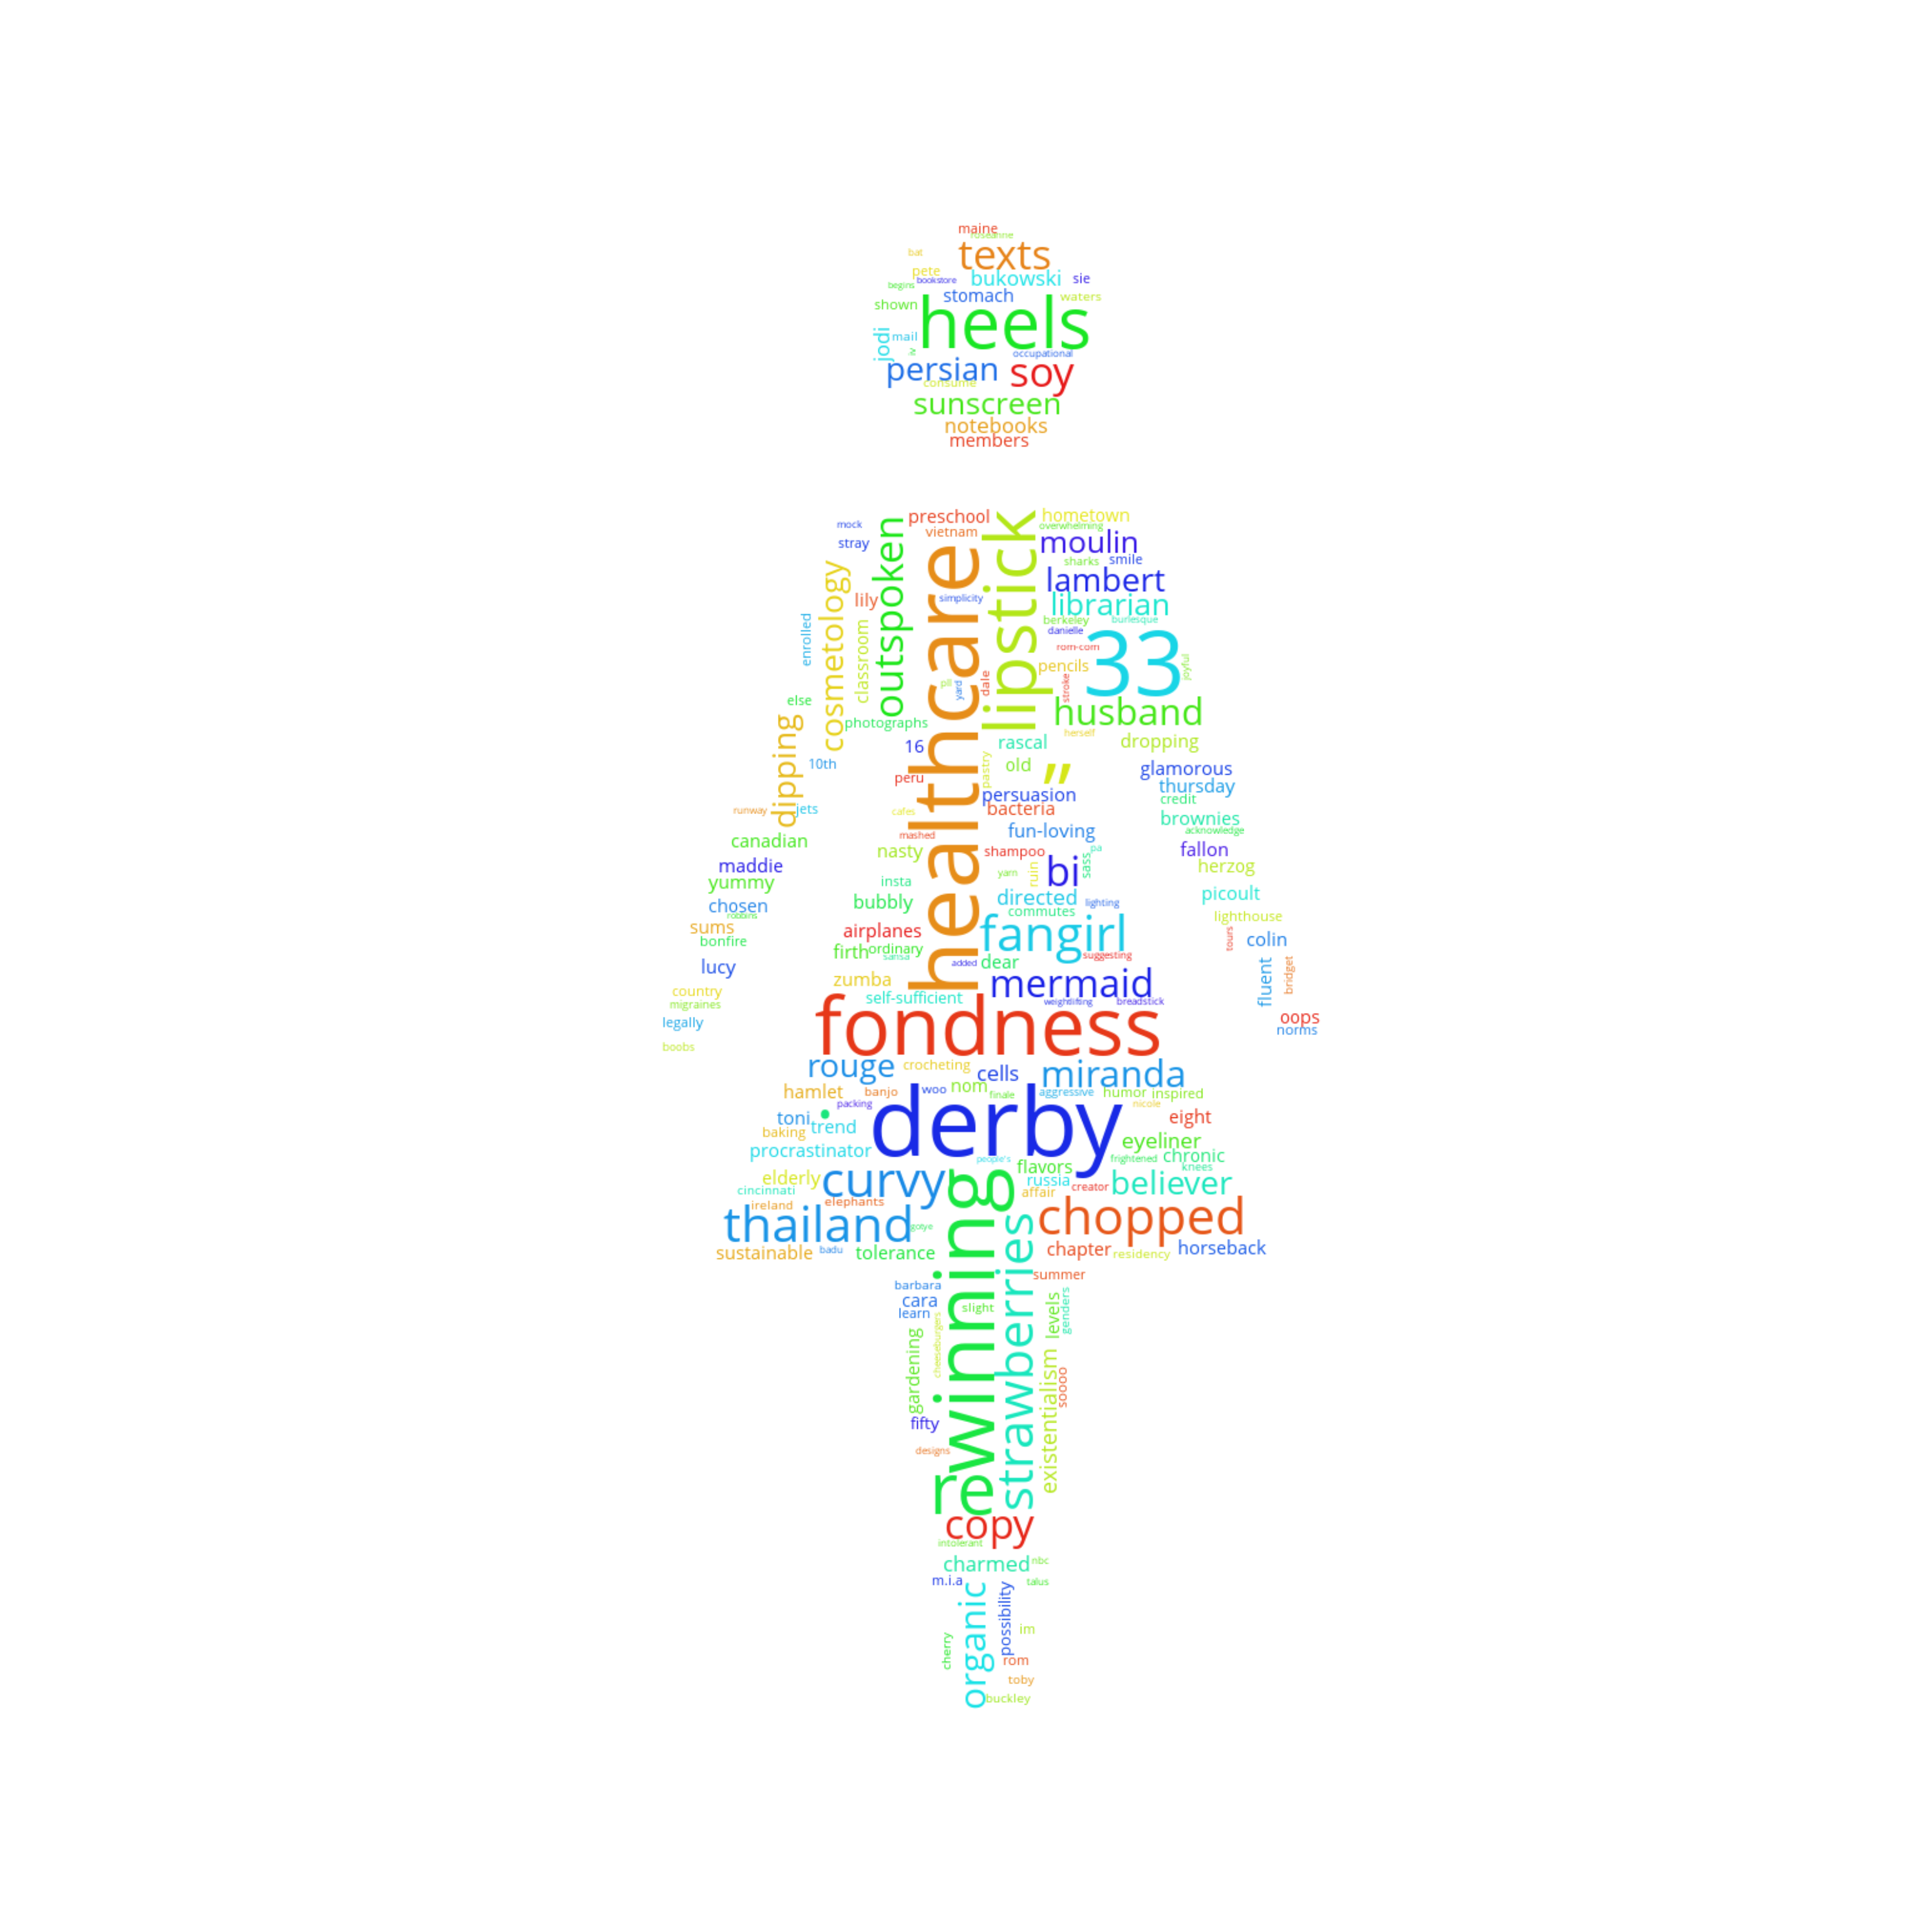 maine
roseanne
texts
bat
pete
bukowski
sie
bookstore
begins
stomach
waters
shown
heels
jodi
mail
occupational
persian
soy
consume
sunscreen
notebooks
members
preschool
lipstick
hometown
mock
outspoken
vietnam
overwhelming
stray
healthcare
moulin
sharks
smile
cosmetology
lambert
lily
simplicity
librarian
enrolled
classroom
berkeley
burlesque
danielle
33
rom-com
pencils
joyful
pli
yard
dale
stroke
else
husband
dipping
photographs
herself
16
rascal
dropping
10th
old
”
glamorous
peru
pastry
thursday
persuasion
credit
runway
jets
cafes
bacteria
brownies
mashed
fun-loving
acknowledge
canadian
nasty
shampoo
pa
fallon
maddie
yarn
ruin
bi
sass
herzog
yummy
insta
directed
picoult
chosen
bubbly
lighting
robbins
commutes
lighthouse
sums
airplanes
fangirl
tours
colin
bonfire
firth
ordinary
sansa
suggesting
lucy
added
dear
fluent
bridget
zumba
mermaid
country
self-sufficient
weightlifting
breadstick
migraines
legally
fondness
oops
norms
boobs
rouge
crocheting
cells
miranda
hamlet
banjo
woo
nom
finale
aggressive
humor
inspired
packing
derby
nicole
toni
.
trend
eight
baking
eyeliner
procrastinator
people's
frightened
chronic
flavors
knees
elderly
curvy
winning
russia
believer
cincinnati
affair
creator
ireland
elephants
thailand
gotye
strawberries
chopped
sustainable
badu
tolerance
chapter
residency
horseback
summer
barbara
cara
slight
levels
genders
learn
cheeseburgers
gardening
existentialism
soooo
fifty
designs
re
copy
intolerant
charmed
nbc
m.i.a
talus
organic
possibility
im
cherry
rom
toby
buckley